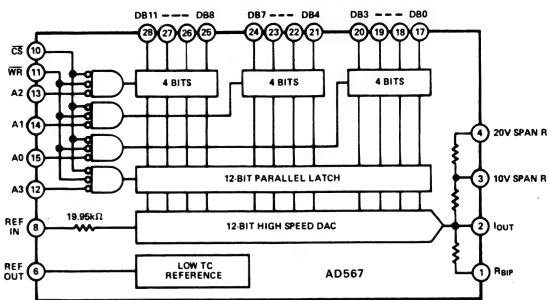 DB11 ---- DB8 DB7 ---- DB4 DB3 --- DB0
28 27 26 25 24 23 22 21 20 19 18 17
C̅S̅ 10
W̅R̅ 11
A2 13
4 BITS 4 BITS 4 BITS
A1 14
A0 15
4 20V SPAN R
A3 12
12-BIT PARALLEL LATCH
3 10V SPAN R
REF IN 8
19.95kΩ
12-BIT HIGH SPEED DAC
2 IOUT
REF OUT 6
LOW TC
REFERENCE
AD567
1 RBIP